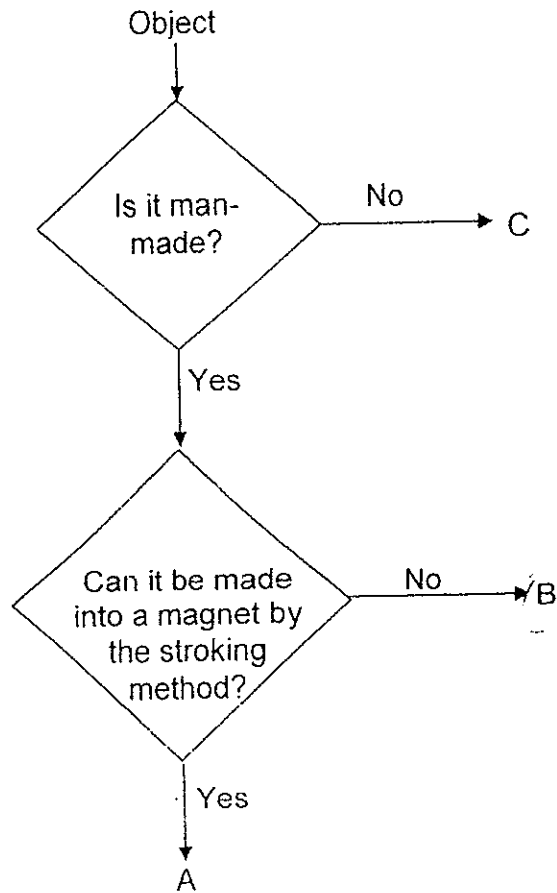 Object
Is it man-
made?
No
C
Yes
Can it be made
into a magnet by
the stroking
method?
No
B
Yes
A